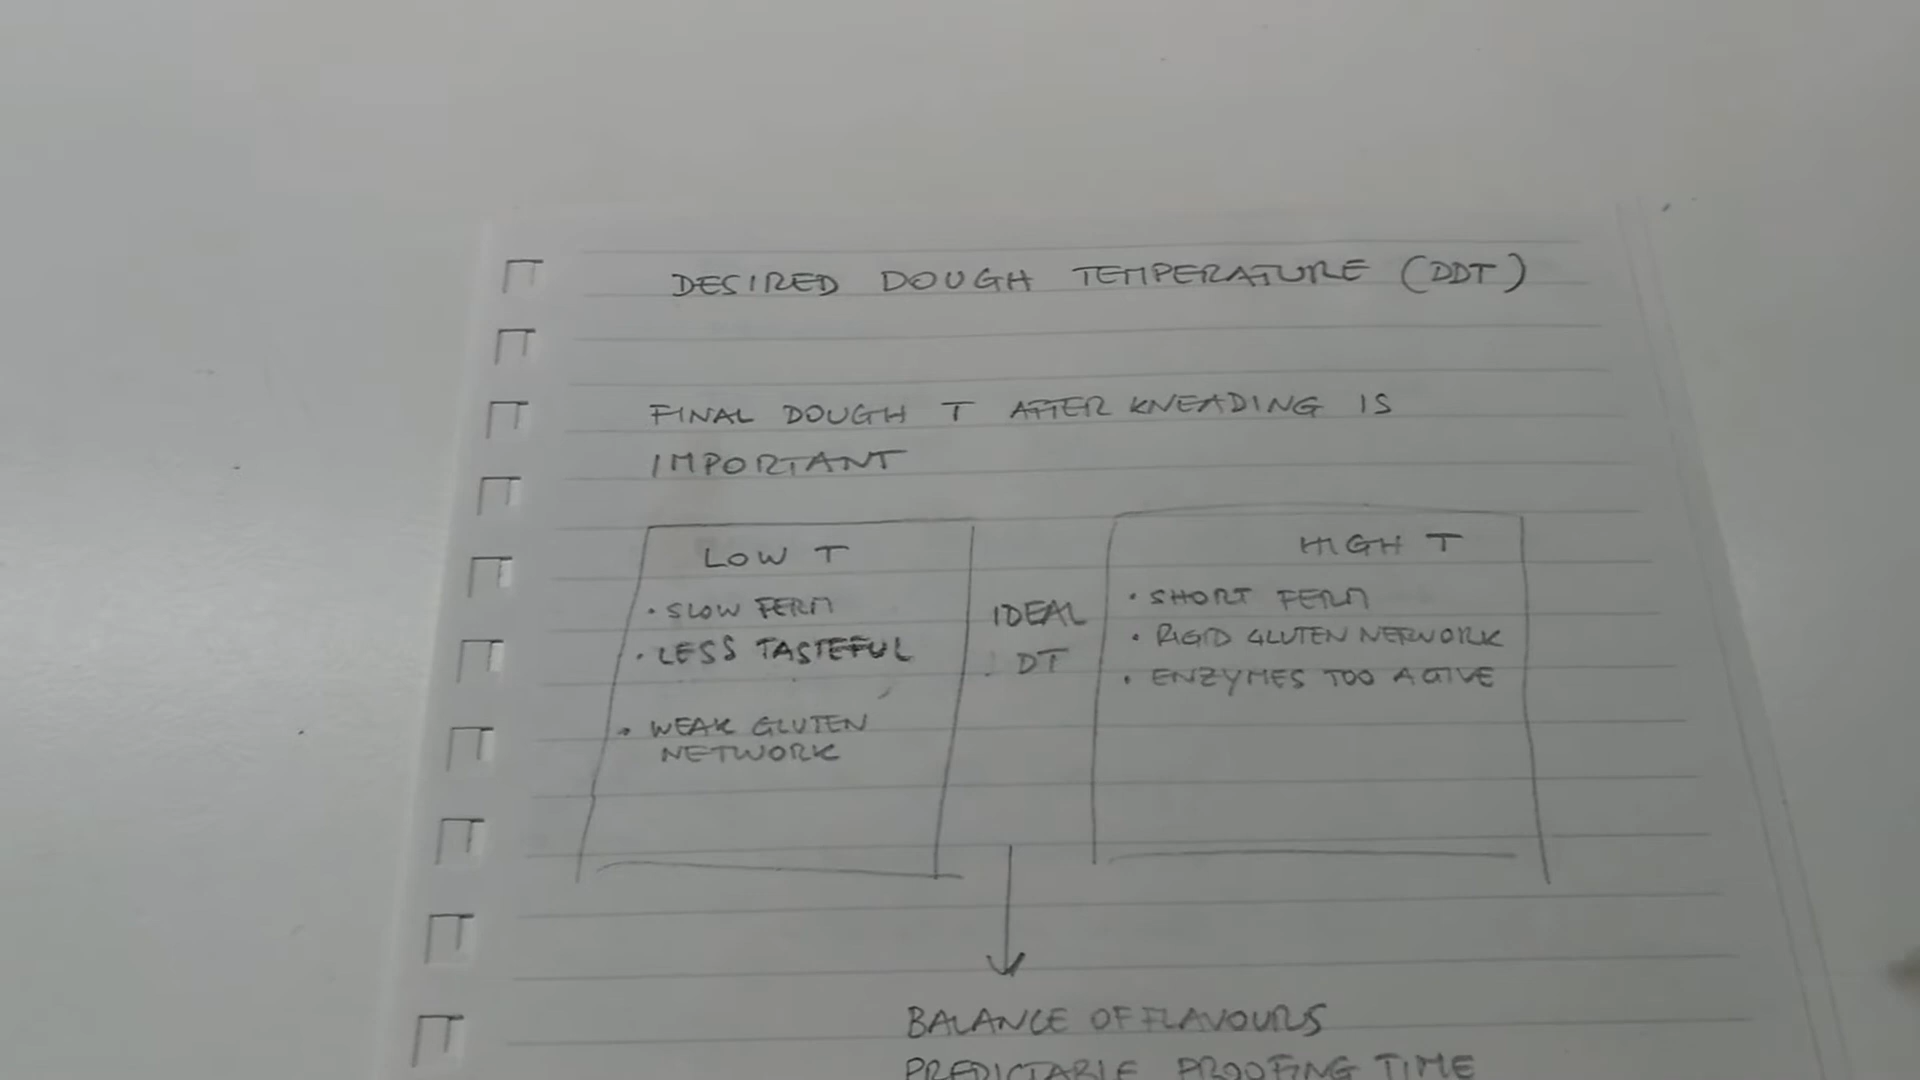 DESIRED DOUGH TEMPERATURE (DDT)
FINAL DOUGH T AFTER KNEADING IS
IMPORTANT
LOW T
• SLOW FERM
• LESS TASTEFUL
• WEAK GLUTEN
NETWORK
IDEAL
DT
HIGH T
• SHORT FERM
• RIGID GLUTEN NETWORK
• ENZYMES TOO ACTIVE
BALANCE OF FLAVOURS
PREDICTABLE PROOFING TIME